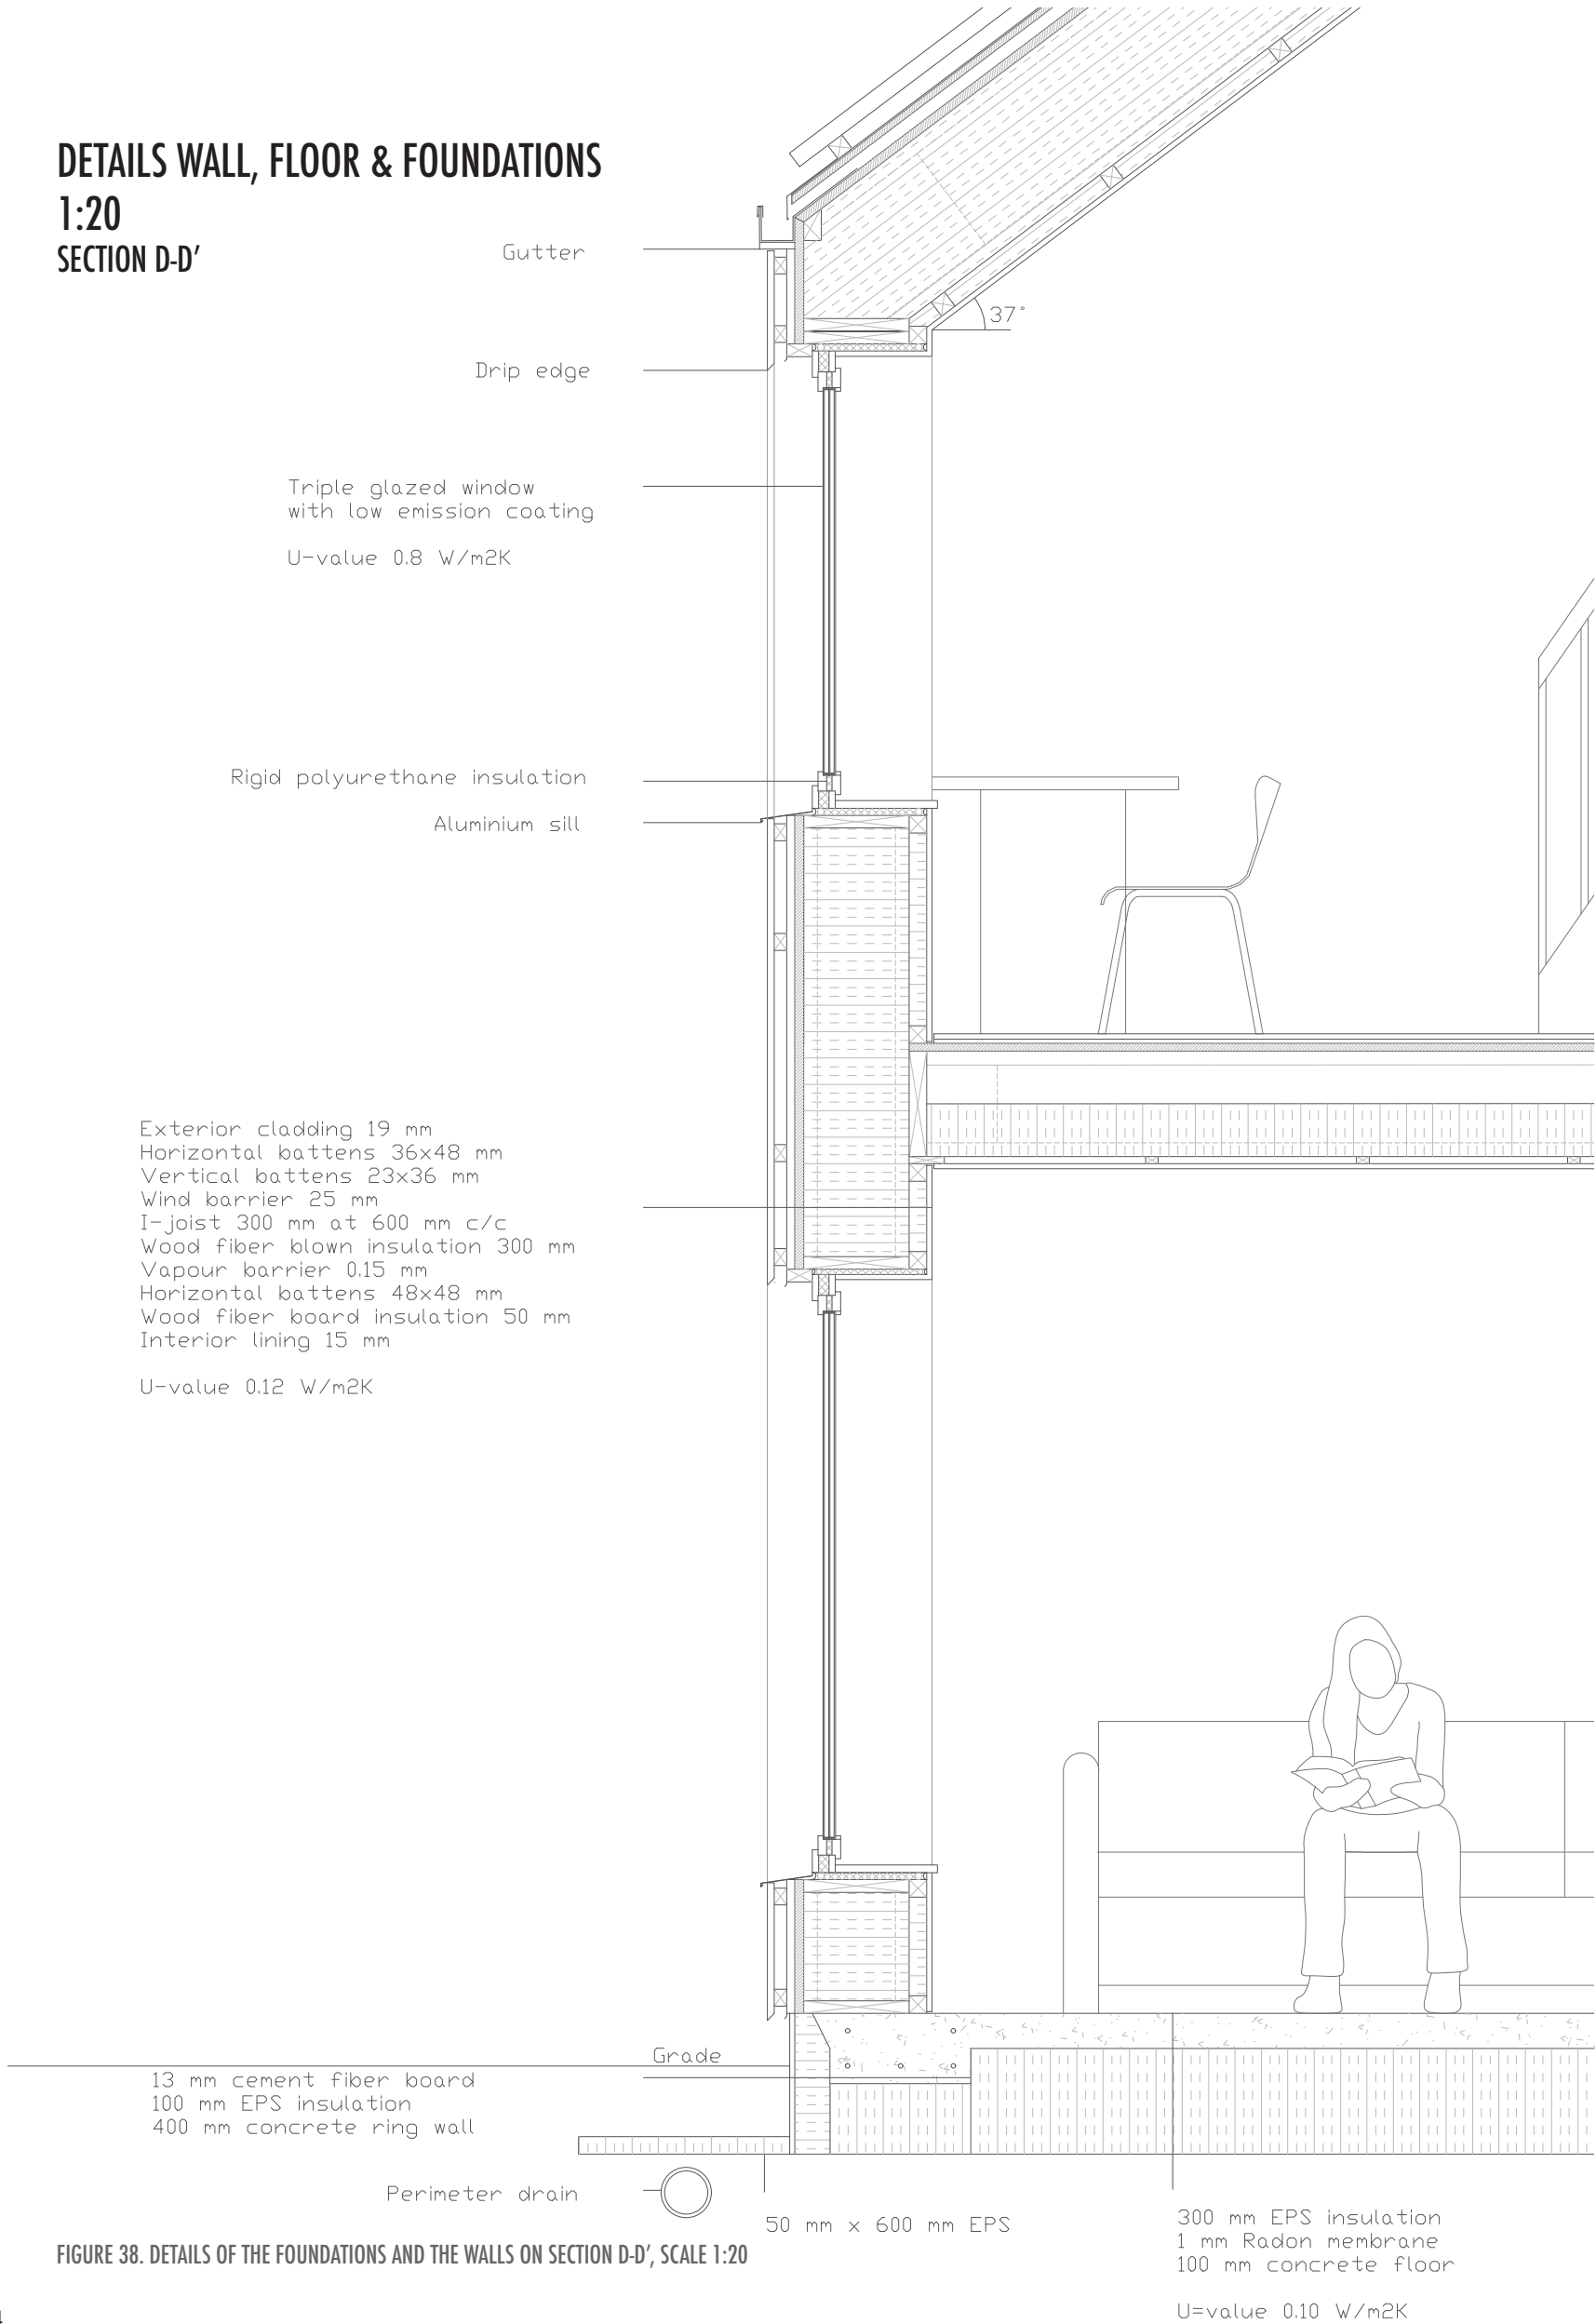 DETAILS WALL, FLOOR & FOUNDATIONS
1:20
SECTION D-D’
Gutter
37°
Drip edge
Triple glazed window
with low emission coating
U-value 0.8 W/m2K
Rigid polyurethane insulation
Aluminium sill
Exterior cladding 19 mm
Horizontal battens 36x48 mm
Vertical battens 23x36 mm
Wind barrier 25 mm
I-joist 300 mm at 600 mm c/c
Wood fiber blown insulation 300 mm
Vapour barrier 0.15 mm
Horizontal battens 48x48 mm
Wood fiber board insulation 50 mm
Interior lining 15 mm
U-value 0.12 W/m2K
Grade
13 mm cement fiber board
100 mm EPS insulation
400 mm concrete ring wall
Perimeter drain
50 mm x 600 mm EPS
300 mm EPS insulation
1 mm Radon membrane
100 mm concrete floor
U=value 0.10 W/m2K
FIGURE 38. DETAILS OF THE FOUNDATIONS AND THE WALLS ON SECTION D-D’, SCALE 1:20